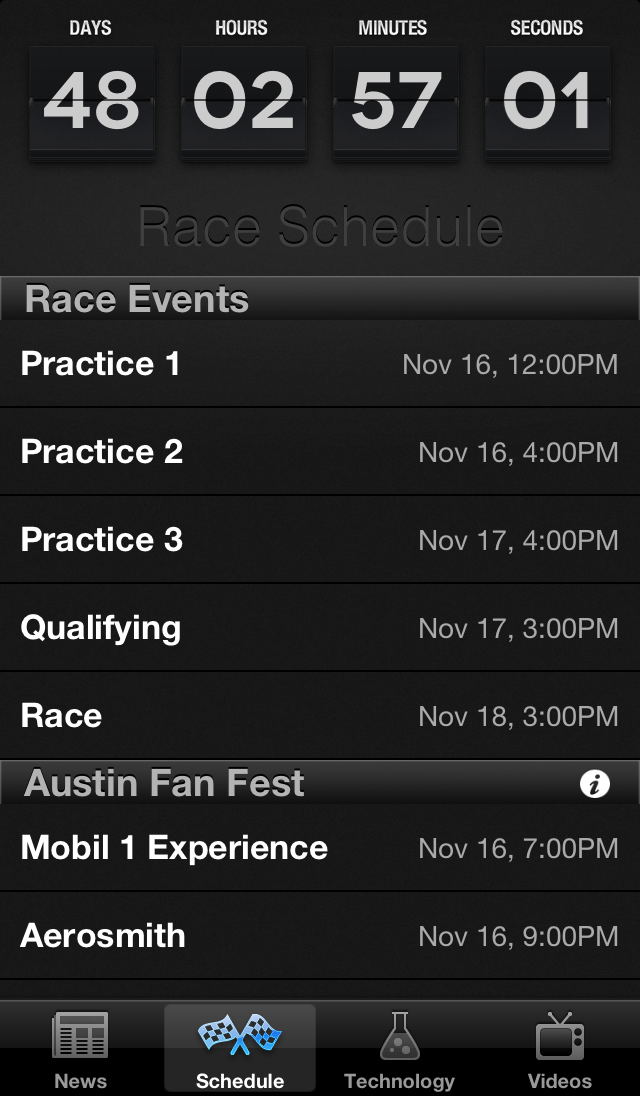 DAYS HOURS MINUTES SECONDS
48 02 57 01
Race Schedule
Race Events
Practice 1 Nov 16, 12:00PM
Practice 2 Nov 16, 4:00PM
Practice 3 Nov 17, 4:00PM
Qualifying Nov 17, 3:00PM
Race Nov 18, 3:00PM
Austin Fan Fest i
Mobil 1 Experience Nov 16, 7:00PM
Aerosmith Nov 16, 9:00PM
News Schedule Technology Videos